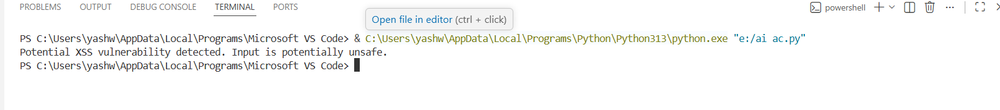 PROBLEMS OUTPUT DEBUG CONSOLE TERMINAL PORTS powershell
Open file in editor (ctrl + click)
PS C:\Users\yashw\AppData\Local\Programs\Microsoft VS Code> & C:\Users\yashw\AppData\Local\Programs\Python\Python313\python.exe "e:/ai ac.py"
Potential XSS vulnerability detected. Input is potentially unsafe.
PS C:\Users\yashw\AppData\Local\Programs\Microsoft VS Code>